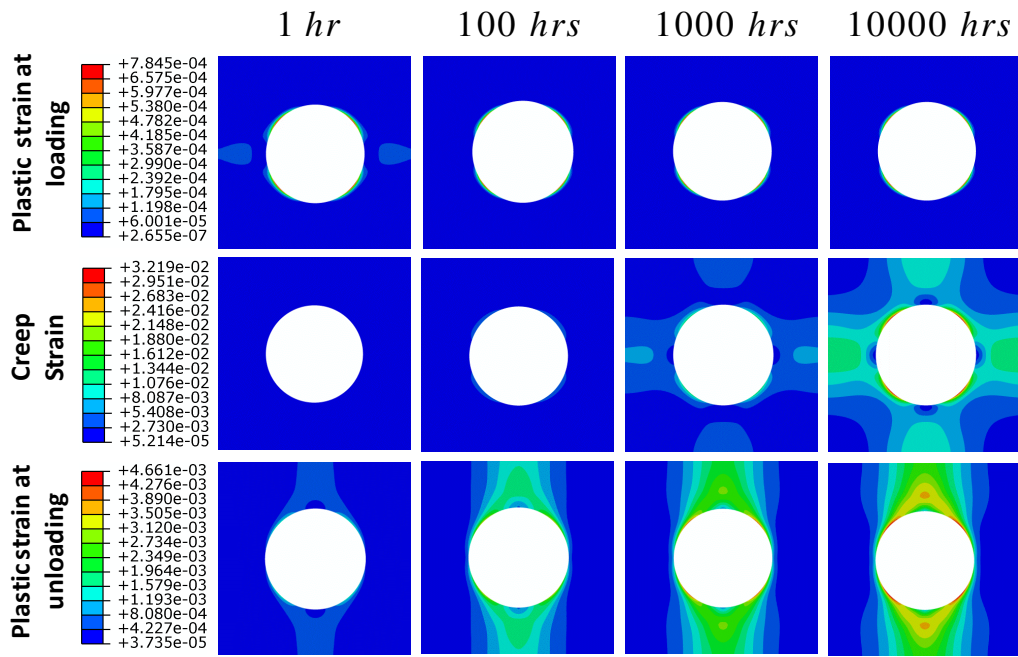 1 hr
100 hrs
1000 hrs
10000 hrs
Plastic strain at
loading
+7.845e-04
+6.575e-04
+5.977e-04
+5.380e-04
+4.782e-04
+4.185e-04
+3.587e-04
+2.990e-04
+2.392e-04
+1.795e-04
+1.198e-04
+6.001e-05
+2.655e-07
Creep
Strain
+3.219e-02
+2.951e-02
+2.683e-02
+2.416e-02
+2.148e-02
+1.880e-02
+1.612e-02
+1.344e-02
+1.076e-02
+8.087e-03
+5.408e-03
+2.730e-03
+5.214e-05
Plastic strain at
unloading
+4.661e-03
+4.276e-03
+3.890e-03
+3.505e-03
+3.120e-03
+2.734e-03
+2.349e-03
+1.964e-03
+1.579e-03
+1.193e-03
+8.080e-04
+4.227e-04
+3.735e-05